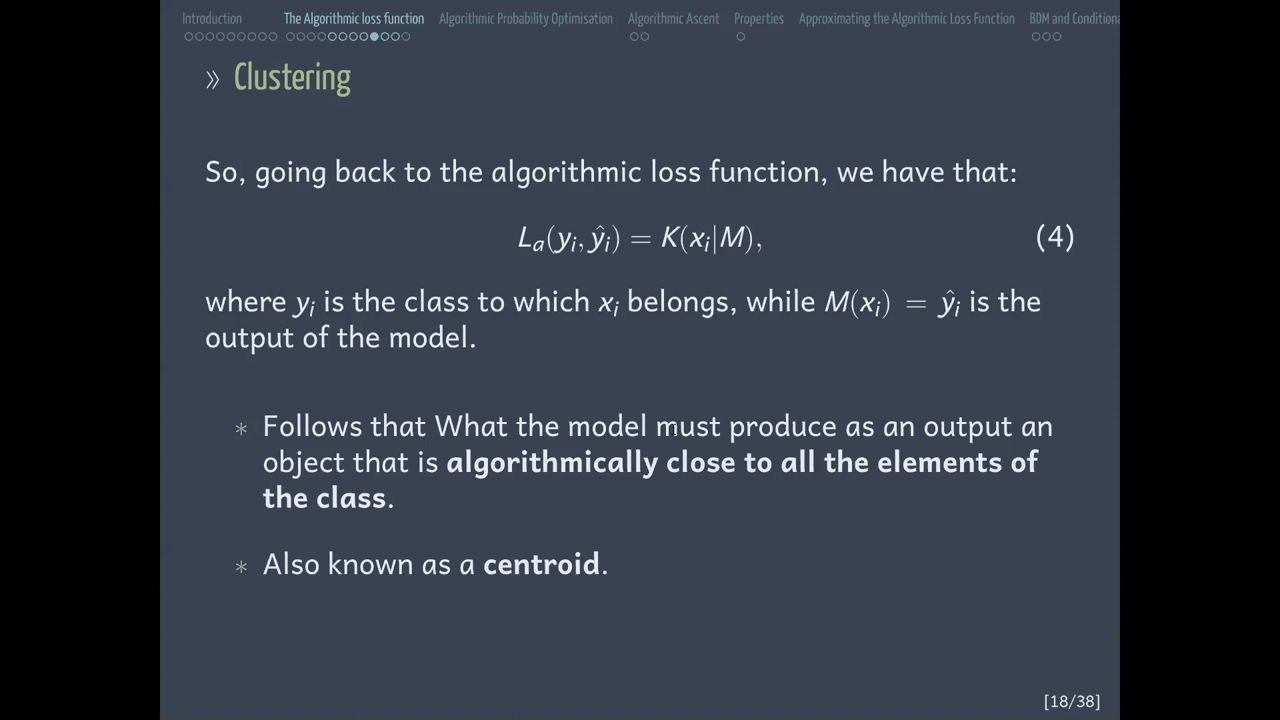 Introduction The Algorithmic loss function Algorithmic Probability Optimisation Algorithmic Ascent Properties Approximating the Algorithmic Loss Function BDM and Conditiona
» Clustering
So, going back to the algorithmic loss function, we have that:
Lₐ(yᵢ, ŷᵢ) = K(xᵢ|M), (4)
where yᵢ is the class to which xᵢ belongs, while M(xᵢ) = ŷᵢ is the
output of the model.
* Follows that What the model must produce as an output an
object that is algorithmically close to all the elements of
the class.
* Also known as a centroid.
[18/38]